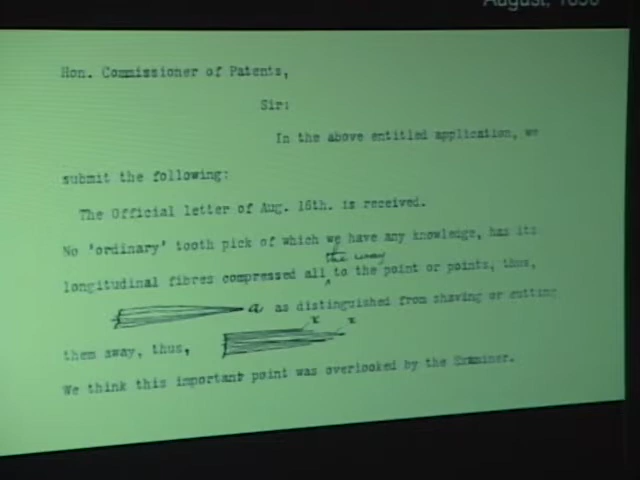 August, 1890
Hon. Commissioner of Patents,
Sir:
In the above entitled application, we
submit the following:
The Official letter of Aug. 16th. is received.
No 'ordinary' tooth pick of which we have any knowledge, has its
the way
longitudinal fibres compressed all to the point or points, thus,
a as distinguished from shaving or cutting
x x
them away, thus,
We think this important point was overlooked by the Examiner.